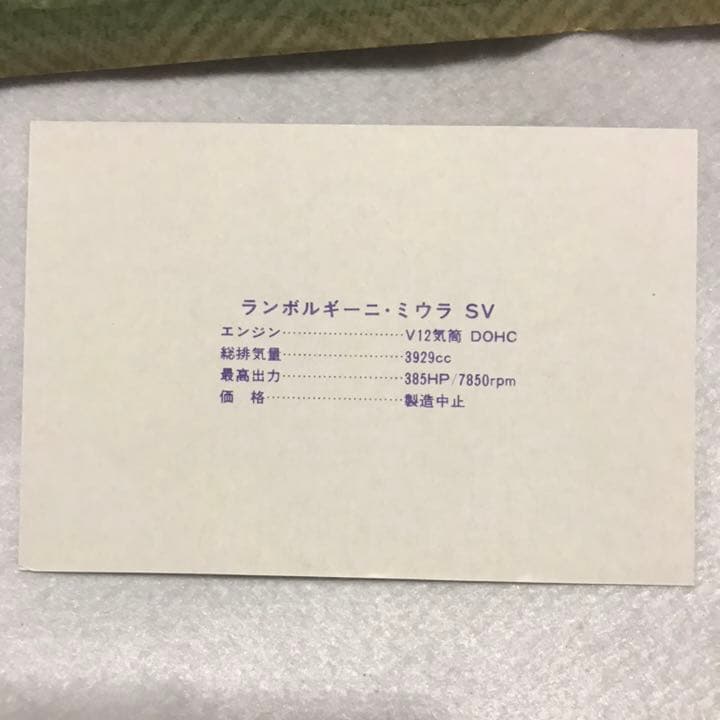 ランボルギーニ・ミウラ SV
エンジン························V12気筒 DOHC
総排気量························3929cc
最高出力························385HP/7850rpm
価　格···························製造中止